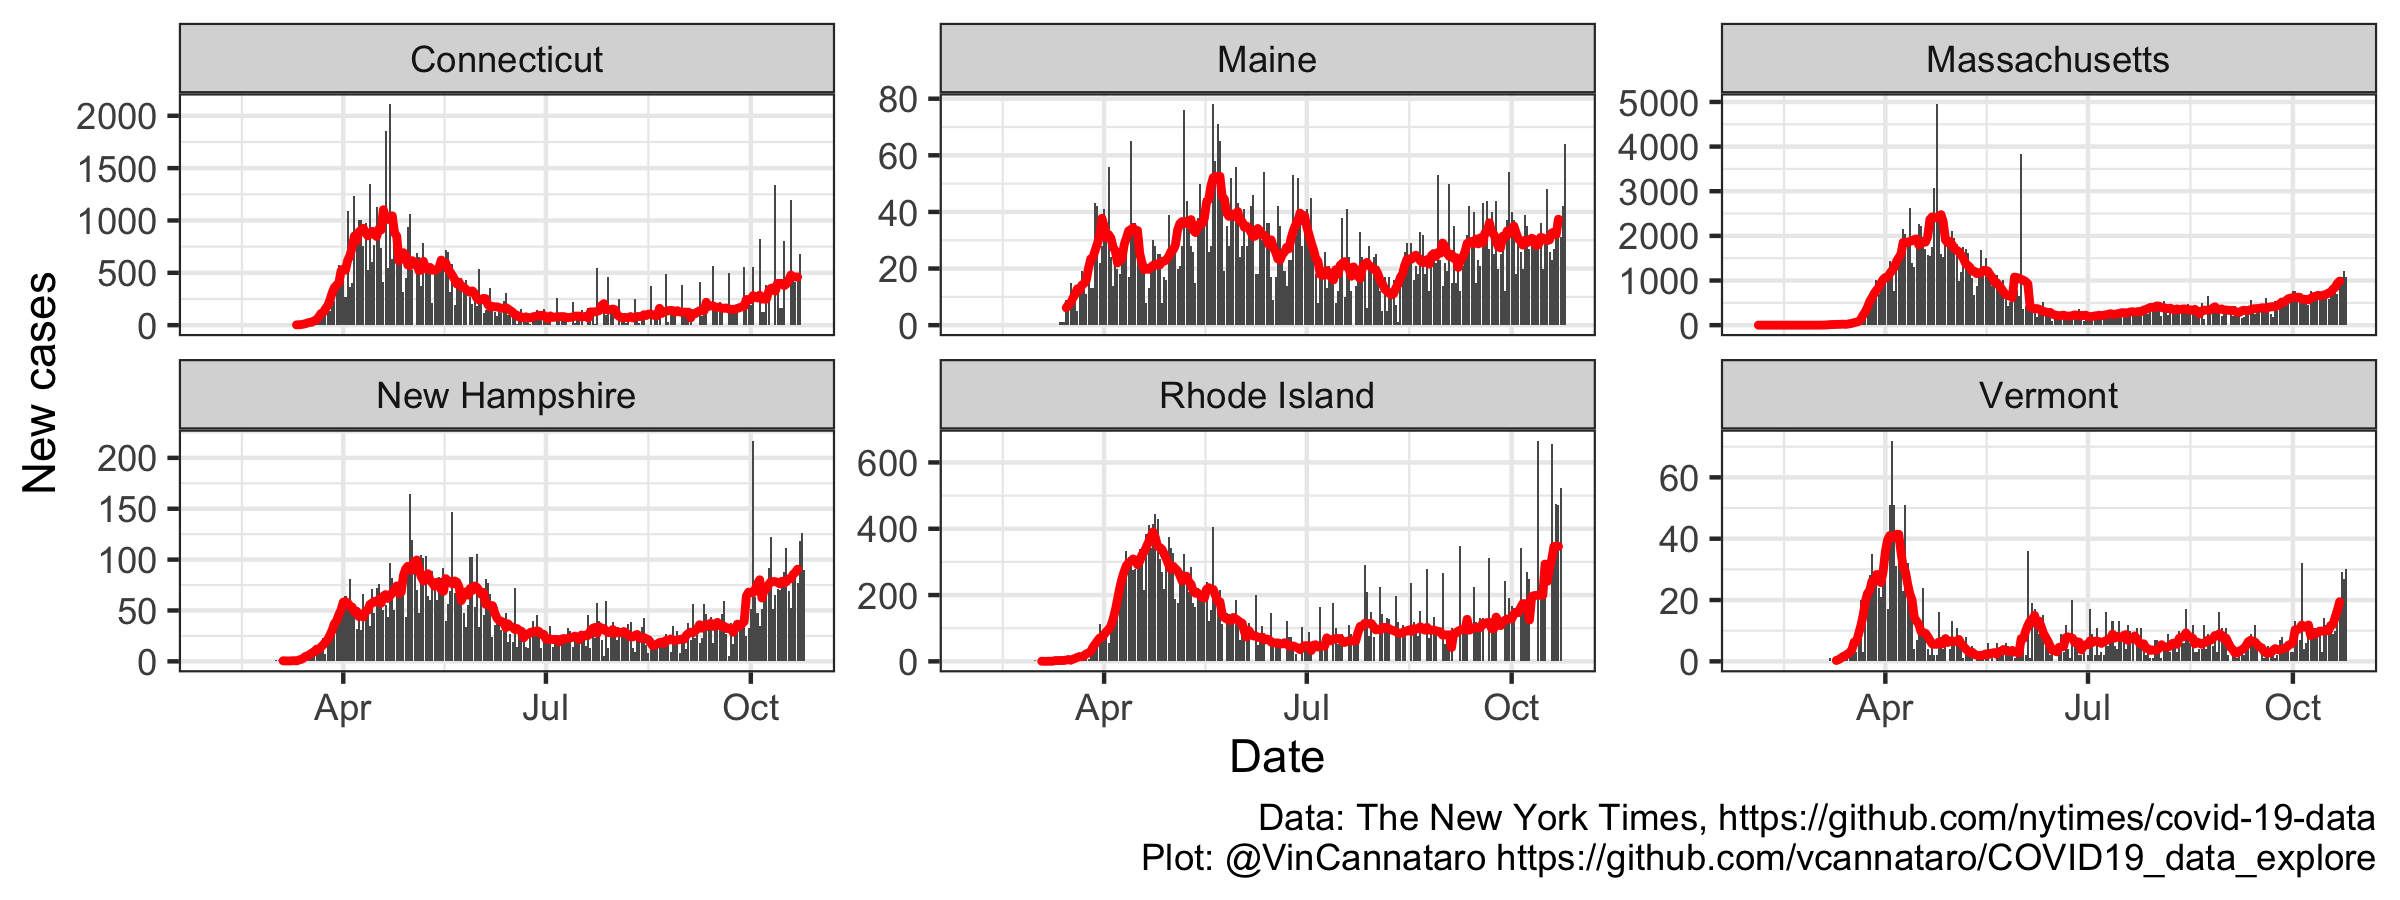 Connecticut
Maine
Massachusetts
2000
1500
1000
500
0
80
60
40
20
0
5000
4000
3000
2000
1000
0
New cases
New Hampshire
Rhode Island
Vermont
200
150
100
50
0
600
400
200
0
60
40
20
0
Apr Jul Oct
Apr Jul Oct
Apr Jul Oct
Date
Data: The New York Times, https://github.com/nytimes/covid-19-data
Plot: @VinCannataro https://github.com/vcannataro/COVID19_data_explore